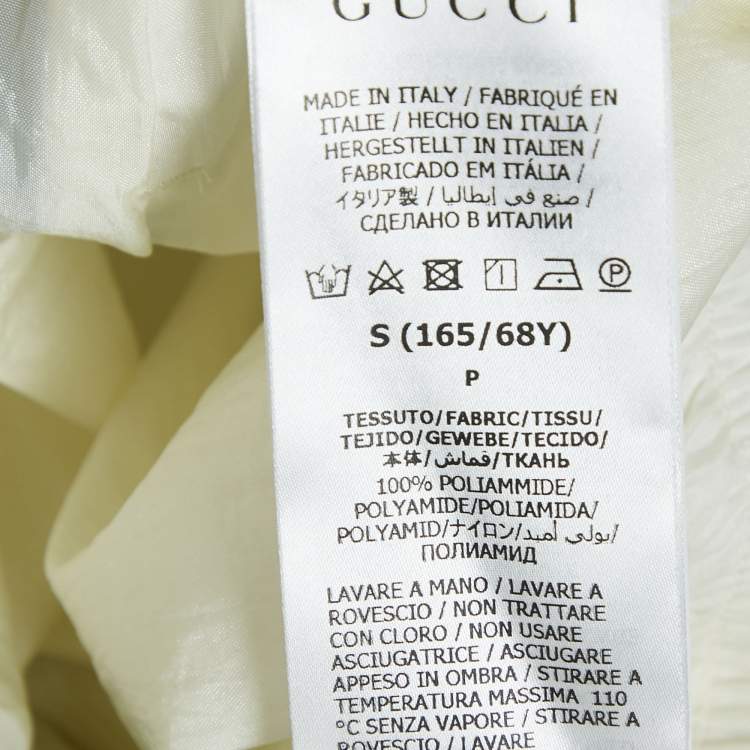 GUCCI
MADE IN ITALY / FABRIQUÉ EN
ITALIE / HECHO EN ITALIA /
HERGESTELLT IN ITALIEN /
FABRICADO EM ITÁLIA /
イタリア製 / صنع في إيطاليا /
СДЕЛАНО В ИТАЛИИ
P
S (165/68Y)
P
TESSUTO/FABRIC/TISSU/
TEJIDO/GEWEBE/TECIDO/
本体/قماش/ТКАНЬ
100% POLIAMMIDE/
POLYAMIDE/POLIAMIDA/
POLYAMID/ナイロン/بولي أميد/
ПОЛИАМИД
LAVARE A MANO / LAVARE A
ROVESCIO / NON TRATTARE
CON CLORO / NON USARE
ASCIUGATRICE / ASCIUGARE
APPESO IN OMBRA / STIRARE A
TEMPERATURA MASSIMA 110
°C SENZA VAPORE / STIRARE A
ROVESCIO / LAVARE